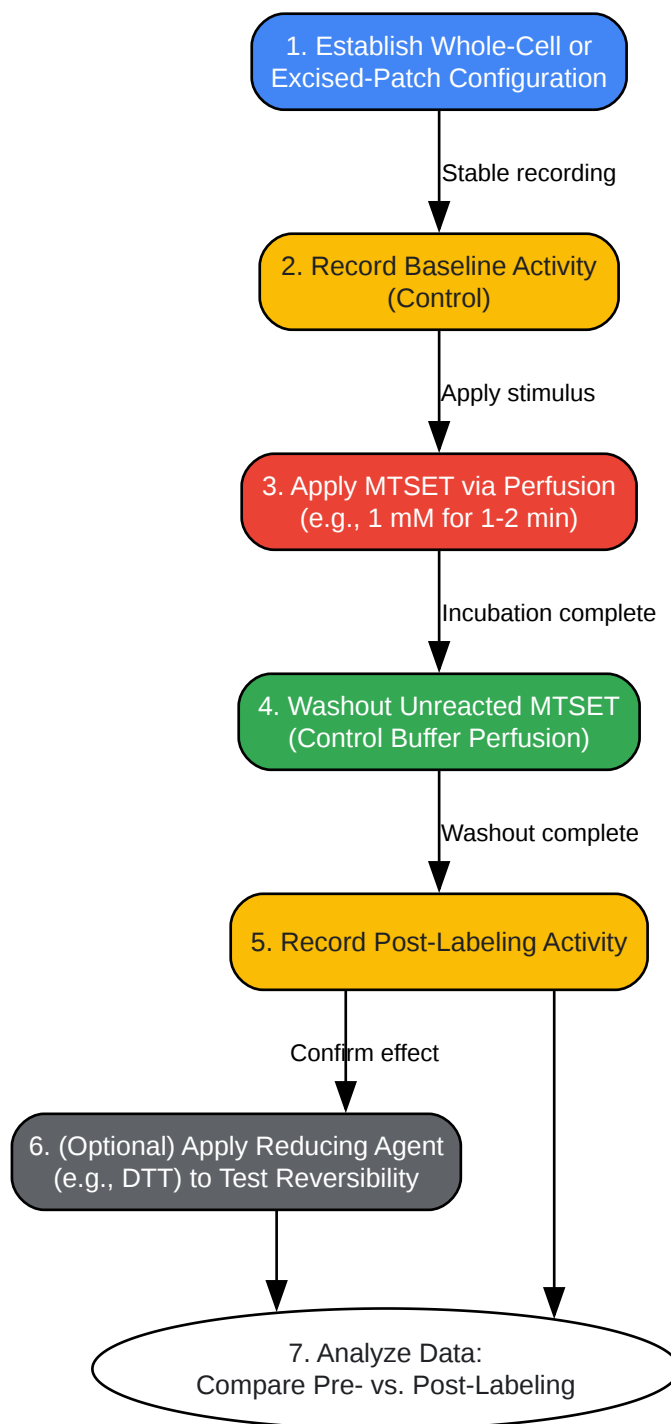 1. Establish Whole-Cell or
Excised-Patch Configuration
Stable recording
2. Record Baseline Activity
(Control)
Apply stimulus
3. Apply MTSET via Perfusion
(e.g., 1 mM for 1-2 min)
Incubation complete
4. Washout Unreacted MTSET
(Control Buffer Perfusion)
Washout complete
5. Record Post-Labeling Activity
Confirm effect
6. (Optional) Apply Reducing Agent
(e.g., DTT) to Test Reversibility
7. Analyze Data:
Compare Pre- vs. Post-Labeling